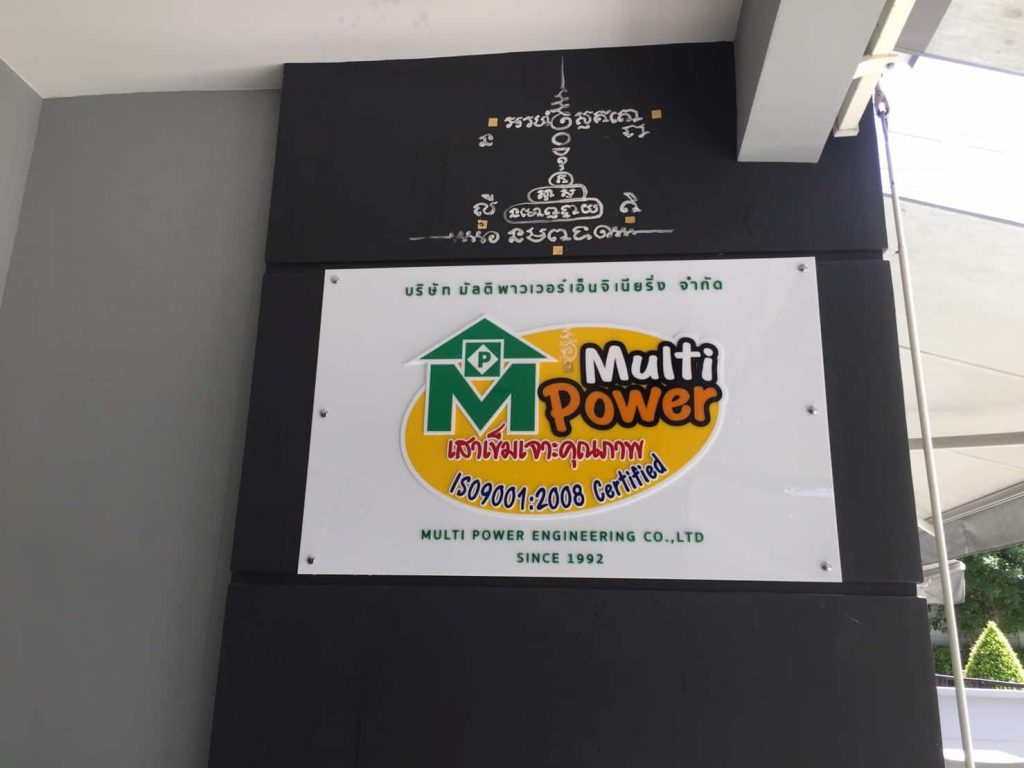 บริษัท มัลติพาวเวอร์เอ็นจิเนียริ่ง จำกัด
P
M
Multi
Power
เสาเข็มเจาะคุณภาพ
ISO9001:2008 Certified
MULTI POWER ENGINEERING CO.,LTD
SINCE 1992